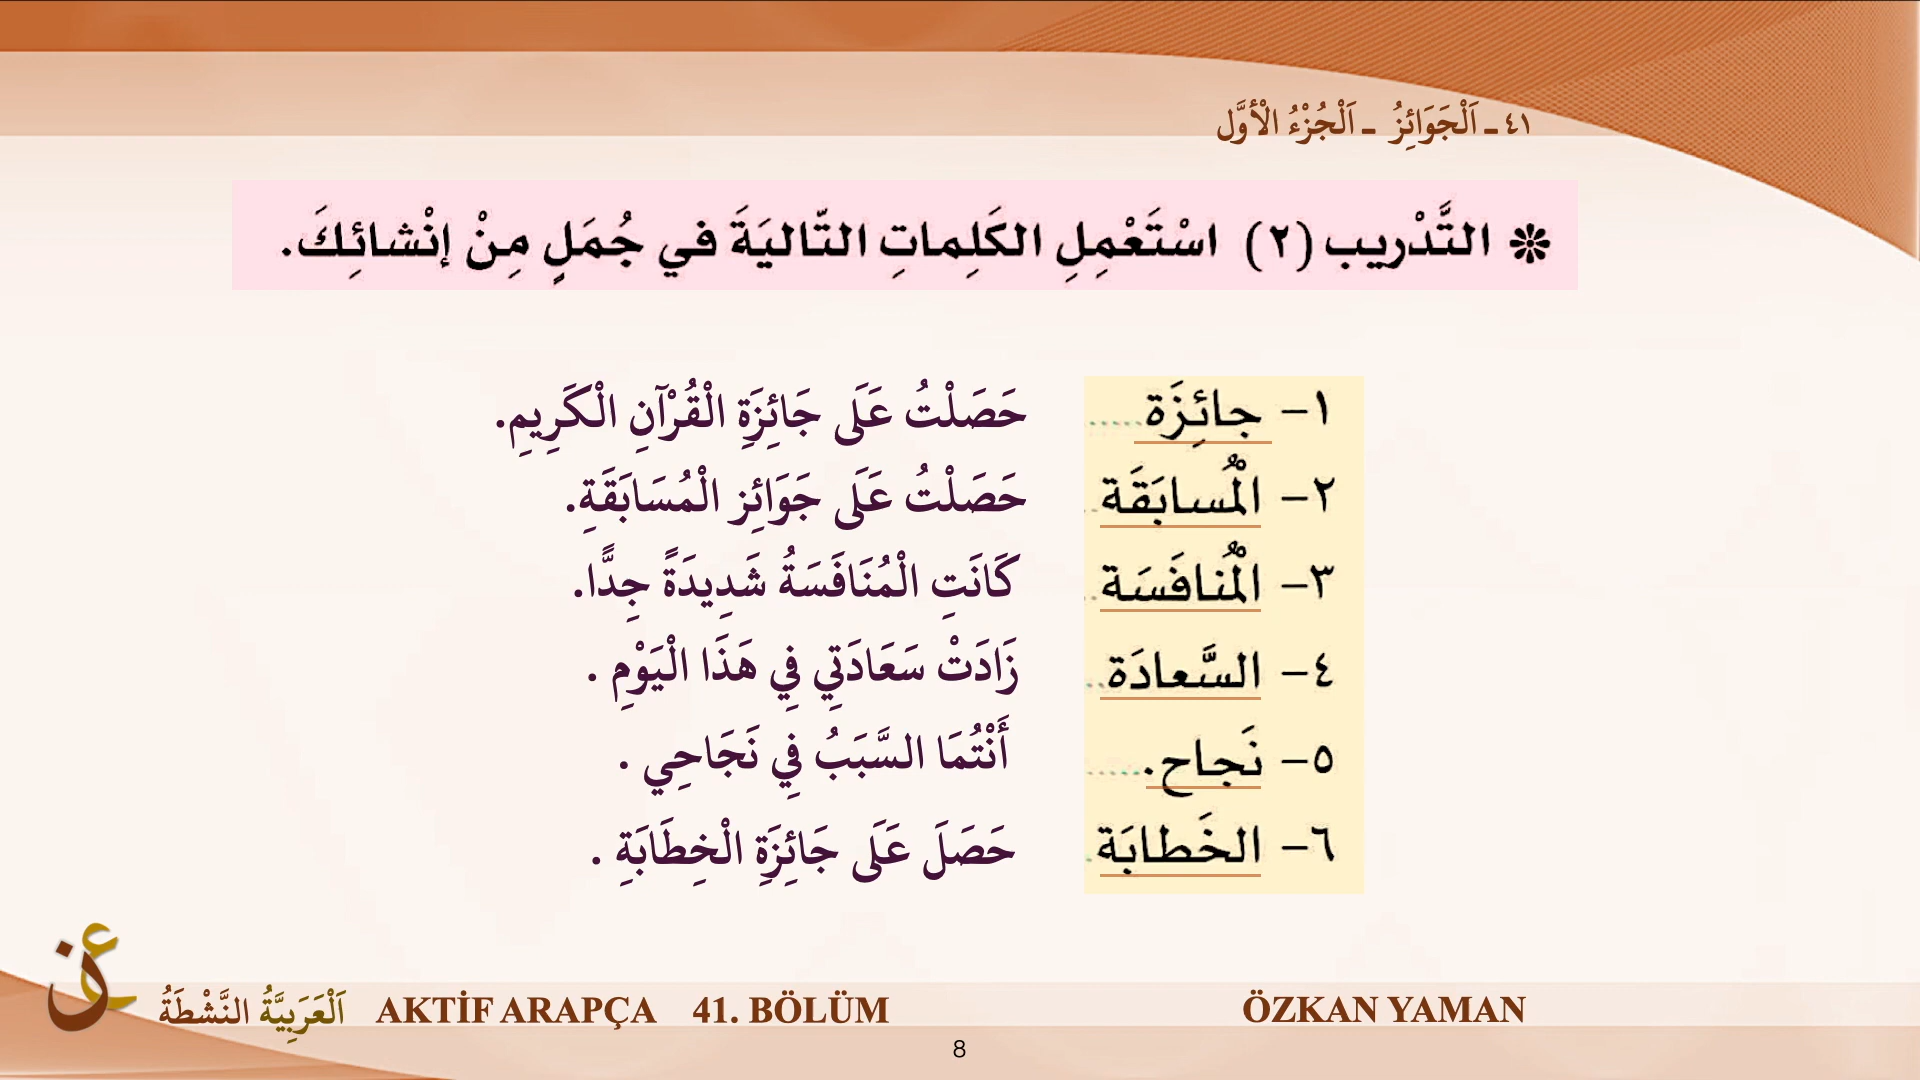 ٤١ ـ اَلْجَوَائِزُ ـ اَلْجُزْءُ الْأَوَّل
❊ التَّدْريب (٢) اسْتَعْمِلِ الكَلِماتِ التّاليَةَ في جُمَلٍ مِنْ إنْشائِكَ.
١– جائِزَة..... حَصَلْتُ عَلَى جَائِزَةِ الْقُرْآنِ الْكَرِيمِ.
٢– الْمُسابَقَة.. حَصَلْتُ عَلَى جَوَائِز الْمُسَابَقَةِ.
٣– الْمُنافَسَة.. كَانَتِ الْمُنَافَسَةُ شَدِيدَةً جِدًّا.
٤– السَّعادَة.. زَادَتْ سَعَادَتِي فِي هَذَا الْيَوْمِ .
٥– نَجاح...... أَنْتُمَا السَّبَبُ فِي نَجَاحِي .
٦– الخَطابَة. حَصَلَ عَلَى جَائِزَةِ الْخِطَابَةِ .
عن
اَلْعَرَبِيَّةُ النَّشْطَةُ AKTİF ARAPÇA 41. BÖLÜM ÖZKAN YAMAN
8